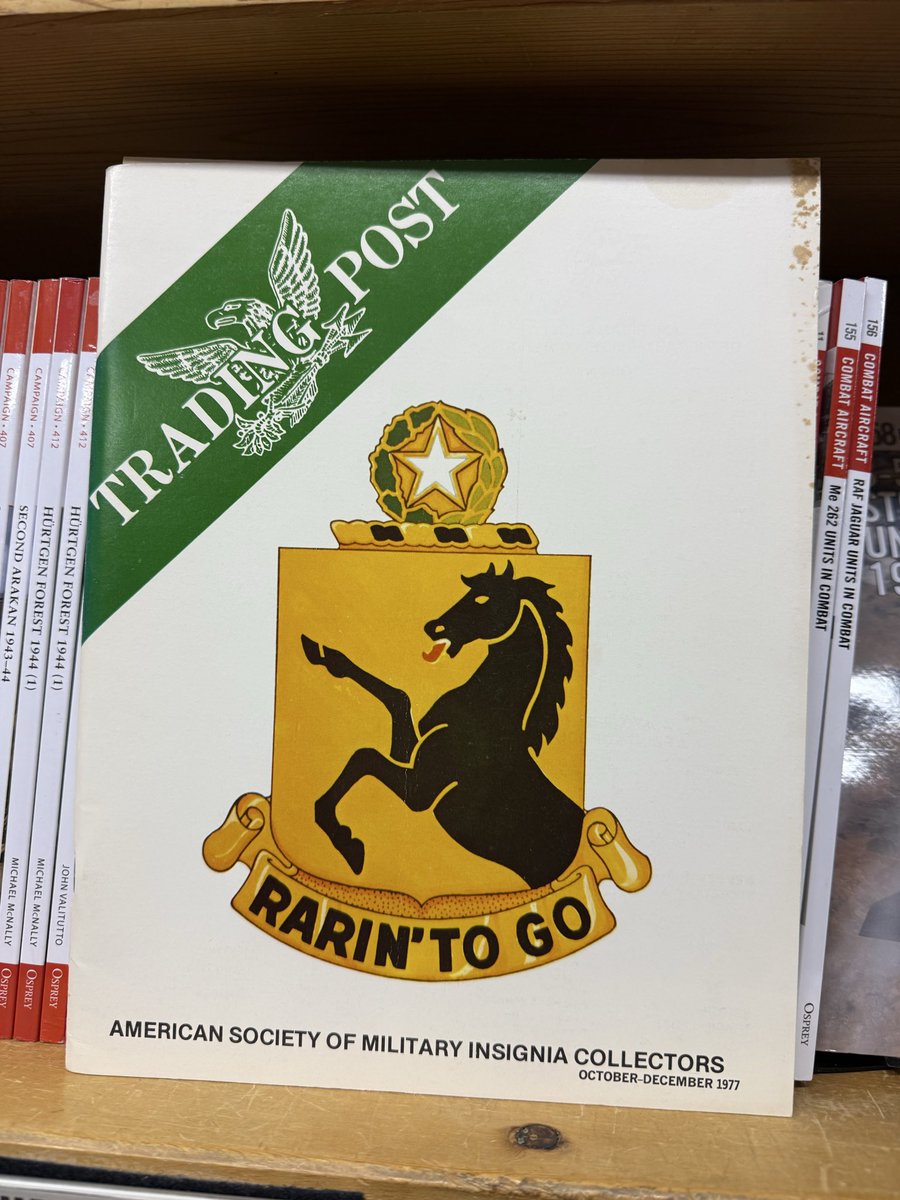 TRADING POST
RARIN' TO GO
AMERICAN SOCIETY OF MILITARY INSIGNIA COLLECTORS
OCTOBER–DECEMBER 1977
CAMPAIGN • 407
SECOND ARAKAN 1943–44
CAMPAIGN • 407
HÜRTGEN FOREST 1944 (1)
MICHAEL McNALLY
OSPREY
CAMPAIGN • 412
HÜRTGEN FOREST 1944 (1)
MICHAEL McNALLY
OSPREY
CAMPAIGN • 412
JOHN VALITUTTO
OSPREY
11
155
COMBAT AIRCRAFT
Me 262 UNITS IN COMBAT
156
COMBAT AIRCRAFT
RAF JAGUAR UNITS IN COMBAT
OSPREY